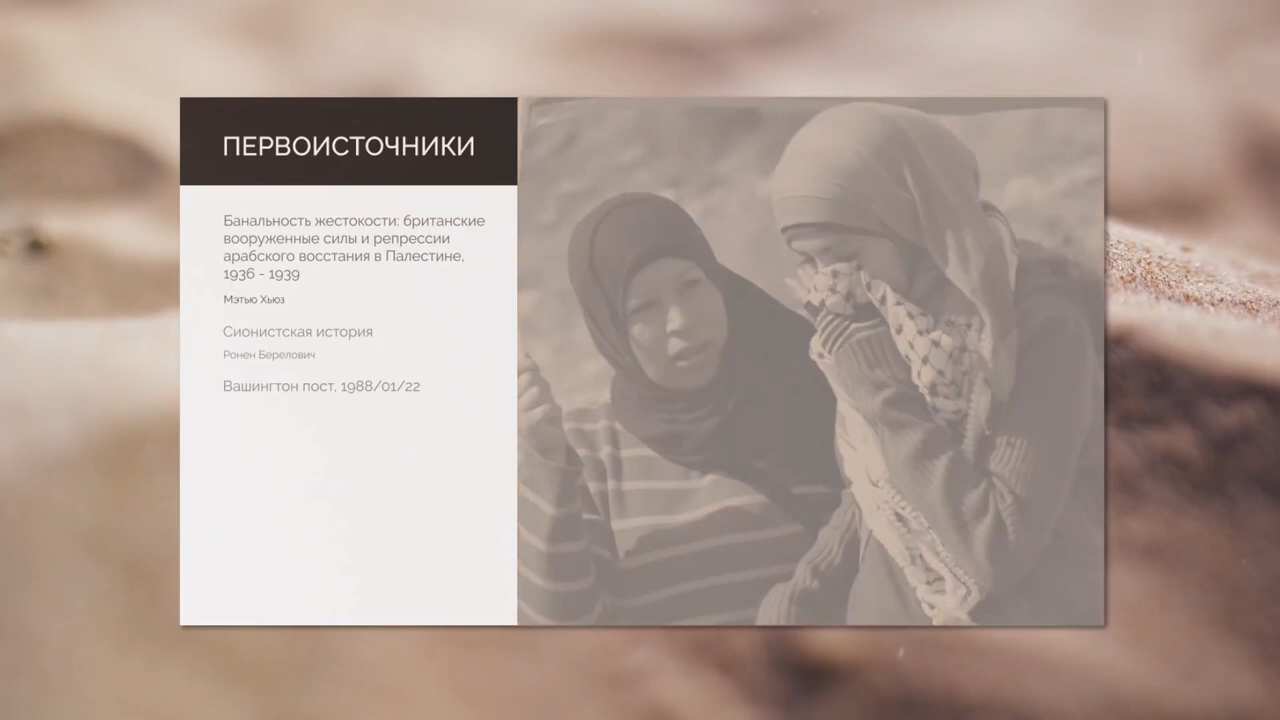 ПЕРВОИСТОЧНИКИ
Банальность жестокости: британские
вооруженные силы и репрессии
арабского восстания в Палестине,
1936 - 1939
Мэтью Хьюз
Сионистская история
Ронен Берелович
Вашингтон пост, 1988/01/22